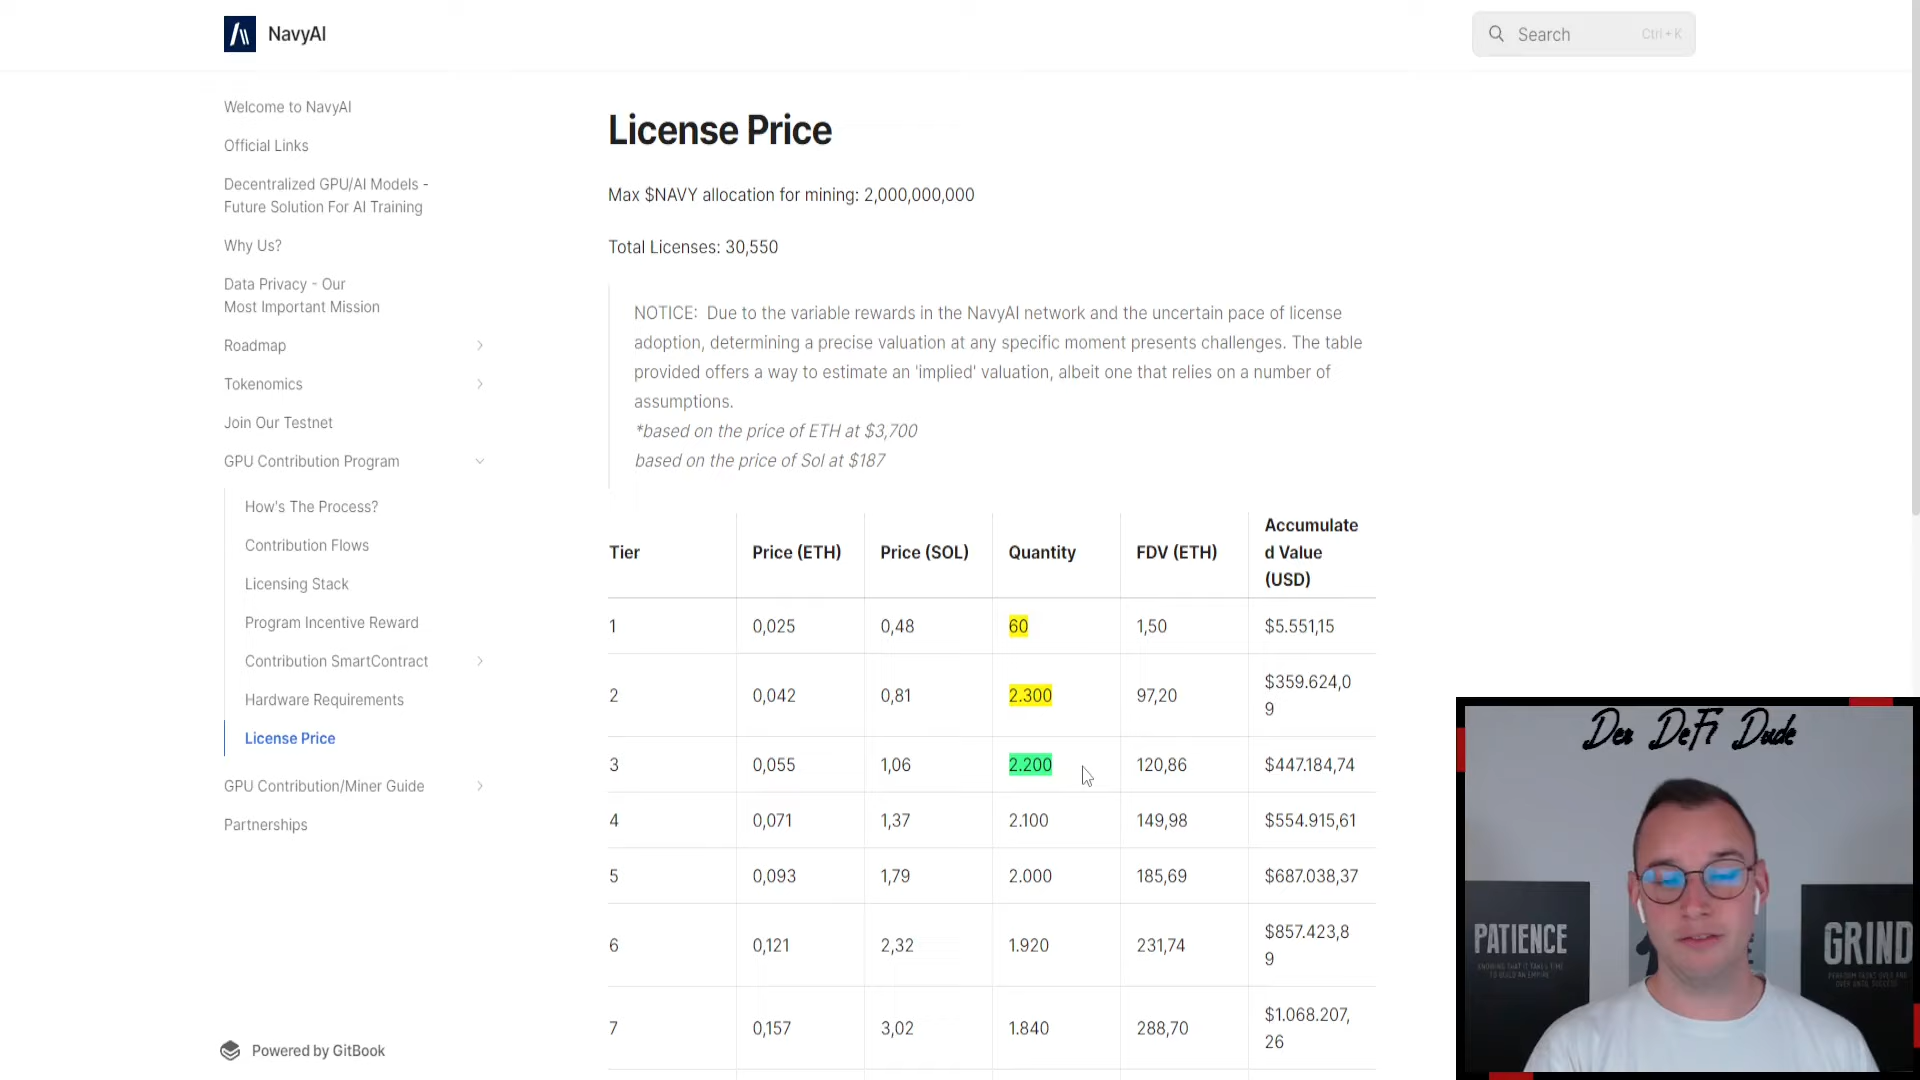 NavyAI
Search
Ctrl + K
Welcome to NavyAI
Official Links
Decentralized GPU/AI Models -
Future Solution For AI Training
Why Us?
Data Privacy - Our
Most Important Mission
Roadmap
Tokenomics
Join Our Testnet
GPU Contribution Program
How's The Process?
Contribution Flows
Licensing Stack
Program Incentive Reward
Contribution SmartContract
Hardware Requirements
License Price
GPU Contribution/Miner Guide
Partnerships
Powered by GitBook
License Price
Max $NAVY allocation for mining: 2,000,000,000
Total Licenses: 30,550
NOTICE: Due to the variable rewards in the NavyAI network and the uncertain pace of license
adoption, determining a precise valuation at any specific moment presents challenges. The table
provided offers a way to estimate an 'implied' valuation, albeit one that relies on a number of
assumptions.
*based on the price of ETH at $3,700
based on the price of Sol at $187
Tier Price (ETH) Price (SOL) Quantity FDV (ETH) Accumulate
d Value
(USD)
1 0,025 0,48 60 1,50 $5.551,15
2 0,042 0,81 2.300 97,20 $359.624,0
9
3 0,055 1,06 2.200 120,86 $447.184,74
4 0,071 1,37 2.100 149,98 $554.915,61
5 0,093 1,79 2.000 185,69 $687.038,37
6 0,121 2,32 1.920 231,74 $857.423,8
9
7 0,157 3,02 1.840 288,70 $1.068.207,
26
Der DeFi Dude
PATIENCE
GRIND